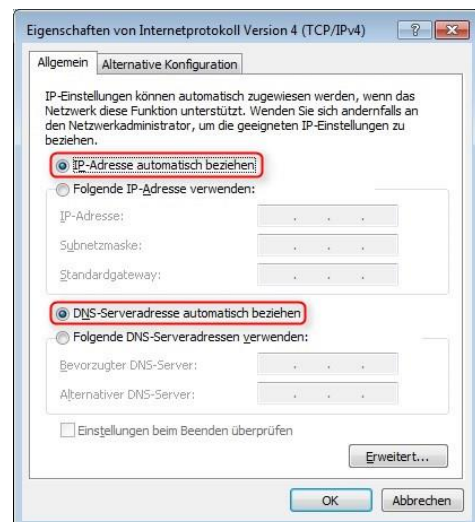 Eigenschaften von Internetprotokoll Version 4 (TCP/IPv4)
Allgemein
Alternative Konfiguration
IP-Einstellungen können automatisch zugewiesen werden, wenn das
Netzwerk diese Funktion unterstützt. Wenden Sie sich andernfalls an
den Netzwerkadministrator, um die geeigneten IP-Einstellungen zu
beziehen.
IP-Adresse automatisch beziehen
Folgende IP-Adresse verwenden:
IP-Adresse:
Subnetzmaske:
Standardgateway:
DNS-Serveradresse automatisch beziehen
Folgende DNS-Serveradressen verwenden:
Bevorzugter DNS-Server:
Alternativer DNS-Server:
Einstellungen beim Beenden überprüfen
Erweitert...
OK
Abbrechen